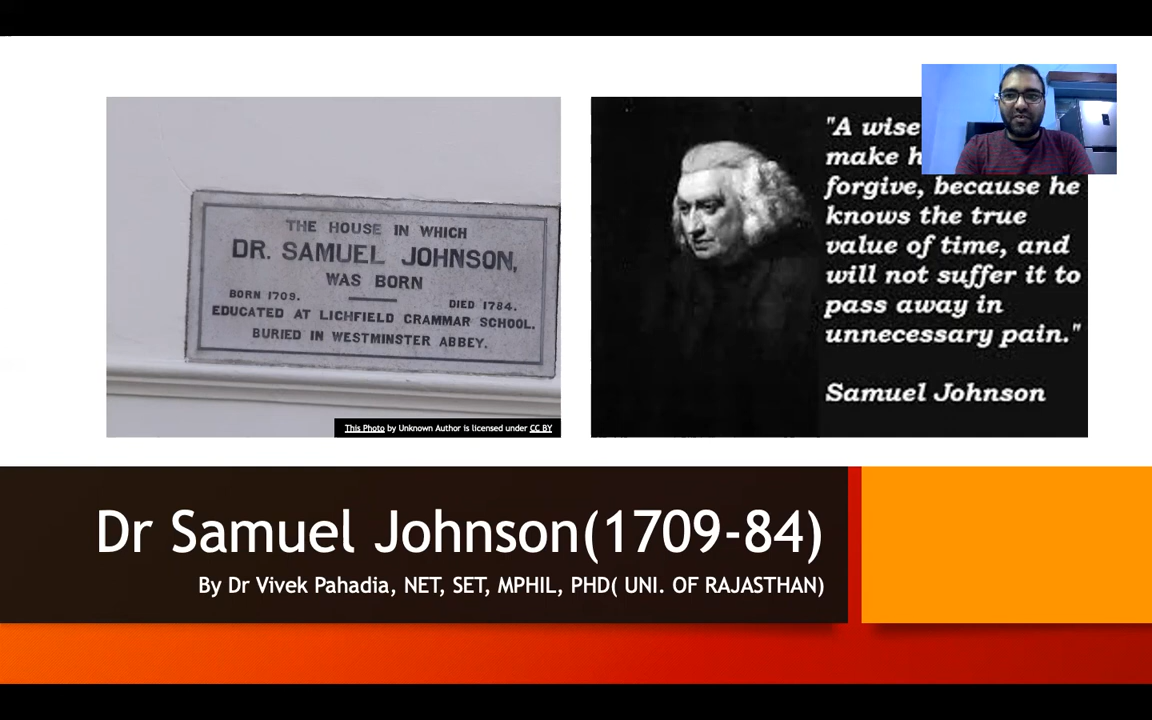 THE HOUSE IN WHICH
DR. SAMUEL JOHNSON,
WAS BORN
BORN 1709. DIED 1784.
EDUCATED AT LICHFIELD CRAMMAR SCHOOL.
BURIED IN WESTMINSTER ABBEY.
This Photo by Unknown Author is licensed under CC BY
"A wise
make
forgive, because he
knows the true
value of time, and
will not suffer it to
pass away in
unnecessary pain."
Samuel Johnson
Dr Samuel Johnson(1709-84)
By Dr Vivek Pahadia, NET, SET, MPHIL, PHD( UNI. OF RAJASTHAN)